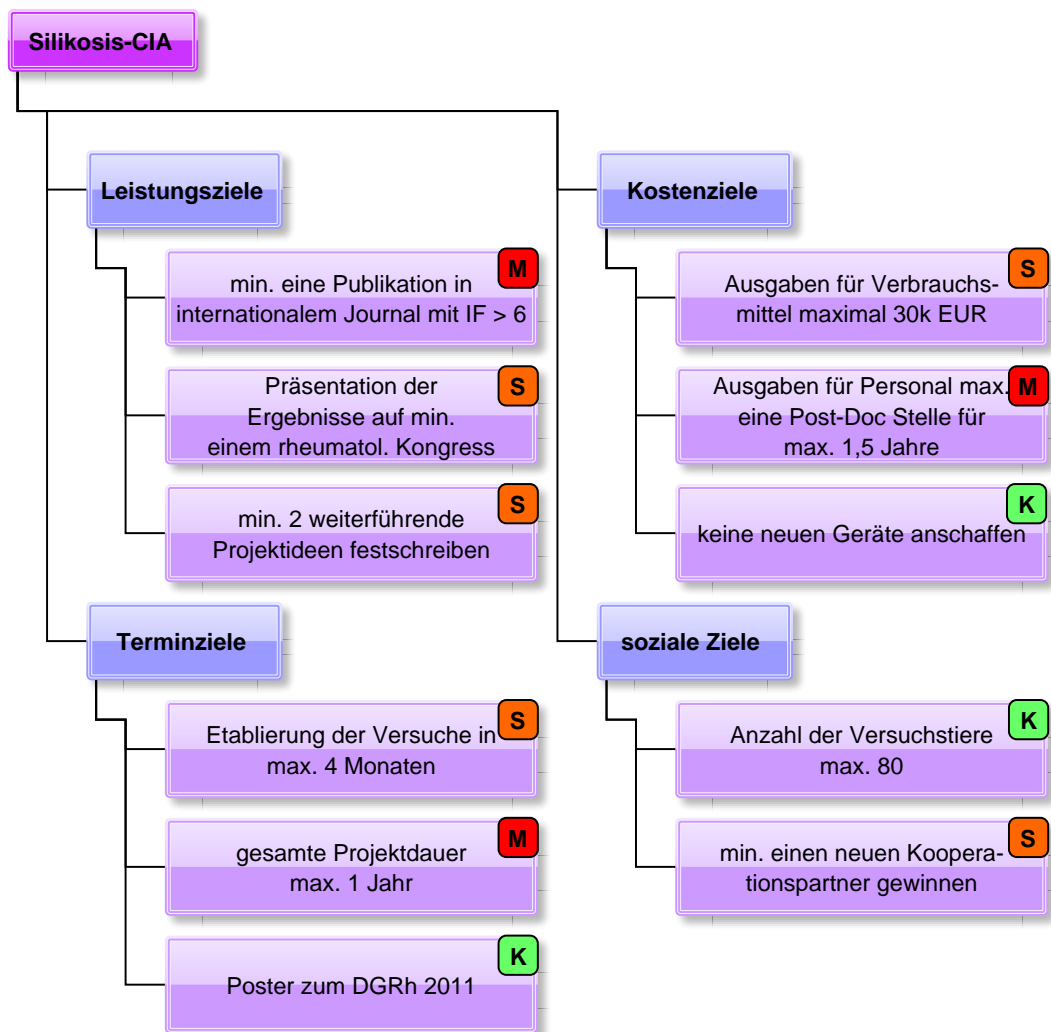 Silikosis-CIA
Leistungsziele
M
min. eine Publikation in
internationalem Journal mit IF > 6
S
Präsentation der
Ergebnisse auf min.
einem rheumatol. Kongress
S
min. 2 weiterführende
Projektideen festschreiben
Kostenziele
S
Ausgaben für Verbrauchs-
mittel maximal 30k EUR
M
Ausgaben für Personal max.
eine Post-Doc Stelle für
max. 1,5 Jahre
K
keine neuen Geräte anschaffen
Terminziele
S
Etablierung der Versuche in
max. 4 Monaten
M
gesamte Projektdauer
max. 1 Jahr
K
Poster zum DGRh 2011
soziale Ziele
K
Anzahl der Versuchstiere
max. 80
S
min. einen neuen Koopera-
tionspartner gewinnen